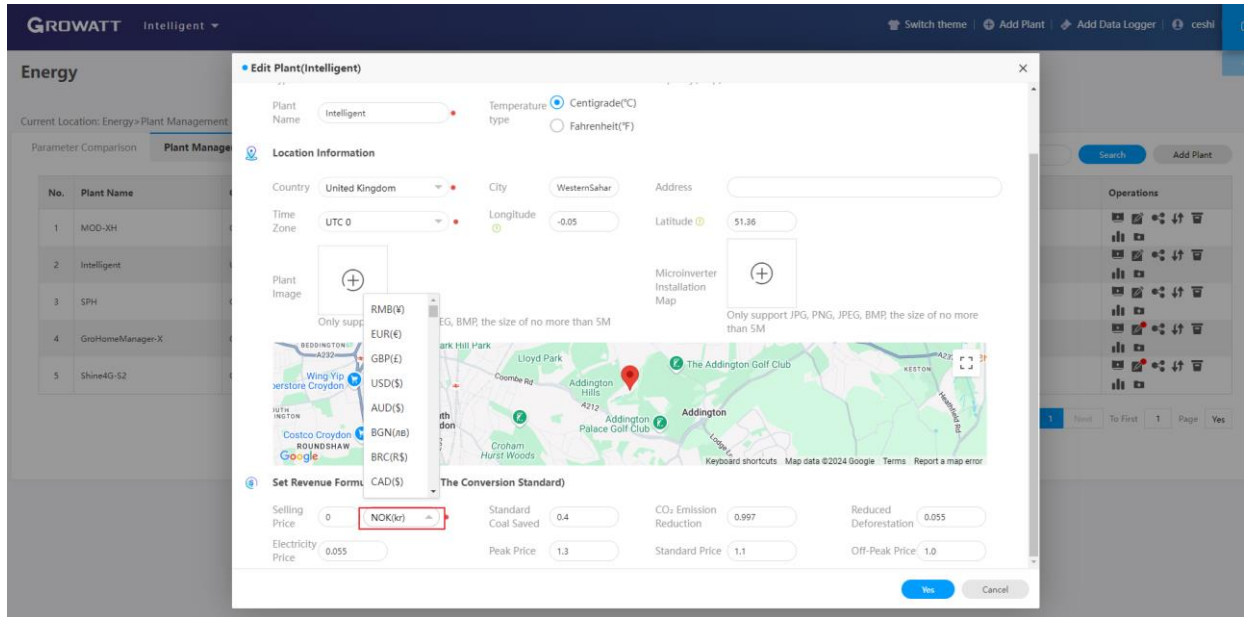 GROWATT Intelligent
Switch theme | Add Plant | Add Data Logger | ceshi
Energy
Current Location: Energy>Plant Management
Parameter Comparison Plant Manage
Search Add Plant
No. Plant Name Operations
1 MOD-XH
2 Intelligent
3 SPH
4 GroHomeManager-X
5 Shine4G-S2
1 Next To First 1 Page Yes
Edit Plant(Intelligent)
Plant Name Intelligent
Temperature type Centigrade(°C)
Fahrenheit(°F)
Location Information
Country United Kingdom City WesternSahar Address
Time Zone UTC 0 Longitude -0.05 Latitude 51.36
Plant Image
Microinverter Installation Map
Only supp EG, BMP, the size of no more than 5M
Only support JPG, PNG, JPEG, BMP, the size of no more than 5M
RMB(¥)
EUR(€)
GBP(£)
USD($)
AUD($)
BGN(лв)
BRC(R$)
CAD($)
BEDDINGTON
A232
ark Hill Park
Lloyd Park
The Addington Golf Club
KESTON
Wing Yip
erstore Croydon
Coombe Rd
Addington Hills
A212
Addington
Addington Palace Golf Club
Heathfield Rd
Costco Croydon
ROUNDSHAW
Croham Hurst Woods
Lodge
Google
Keyboard shortcuts Map data ©2024 Google Terms Report a map error
Set Revenue Formu The Conversion Standard)
Selling Price 0 NOK(kr)
Standard Coal Saved 0.4
CO₂ Emission Reduction 0.997
Reduced Deforestation 0.055
Electricity Price 0.055
Peak Price 1.3
Standard Price 1.1
Off-Peak Price 1.0
Yes Cancel